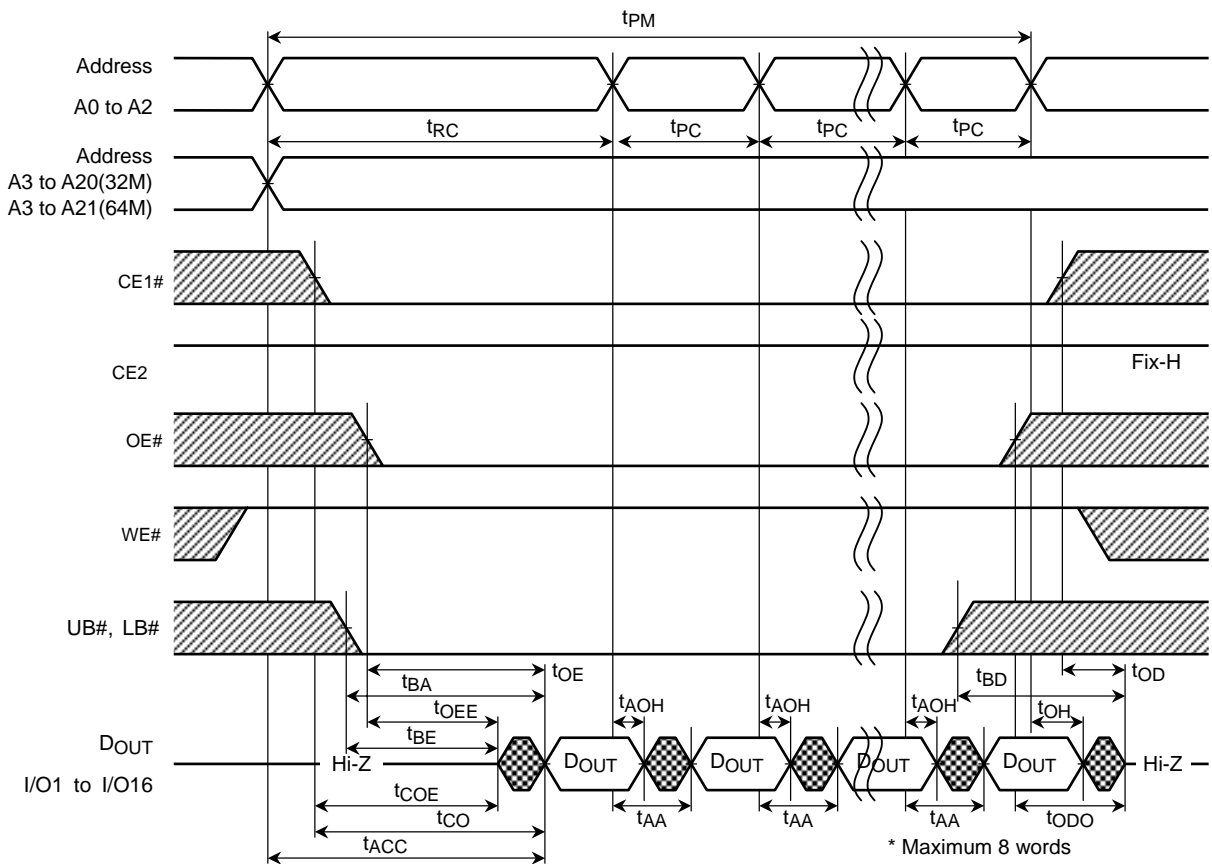 tPM
Address
A0 to A2
tRC
tPC
tPC
tPC
Address
A3 to A20(32M)
A3 to A21(64M)
CE1#
CE2
Fix-H
OE#
WE#
UB#, LB#
tOE
tOD
tBA
tBD
tOEE
tAOH
tAOH
tAOH
tOH
tBE
DOUT
I/O1 to I/O16
Hi-Z
DOUT
DOUT
DOUT
DOUT
Hi-Z
tCOE
tAA
tAA
tAA
tODO
tCO
tACC
* Maximum 8 words